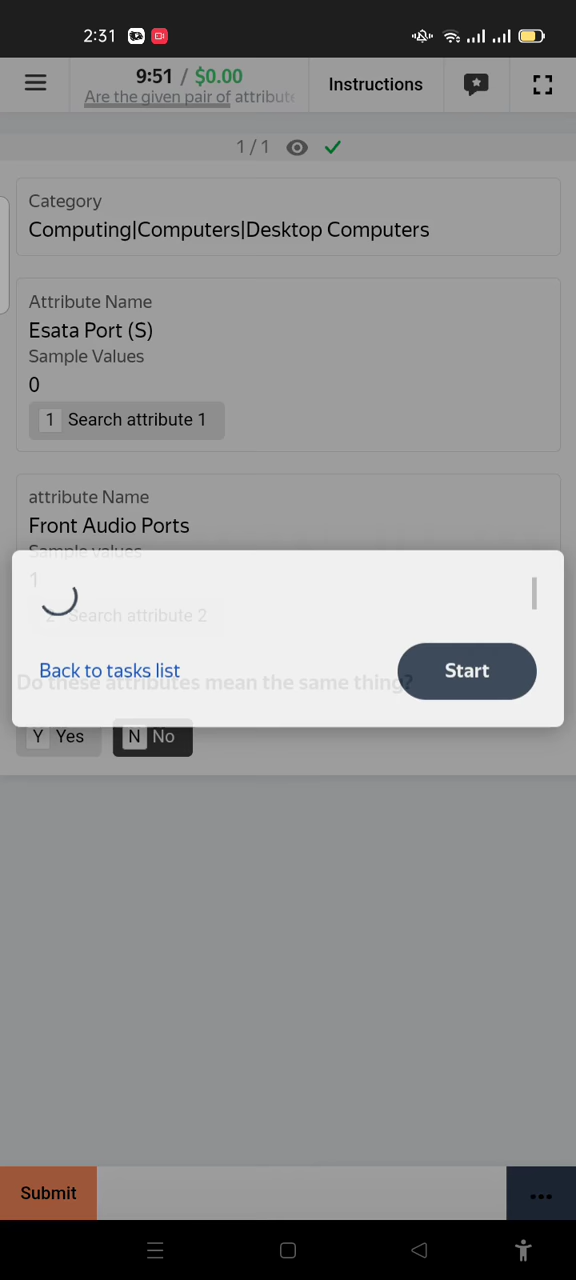 2:31
9:51 / $0.00
Are the given pair of attribute
Instructions
1 / 1
Category
Computing|Computers|Desktop Computers
Attribute Name
Esata Port (S)
Sample Values
0
1 Search attribute 1
attribute Name
Front Audio Ports
Sample values
1
2 Search attribute 2
Back to tasks list
Start
Do these attributes mean the same thing?
Y Yes
N No
Submit